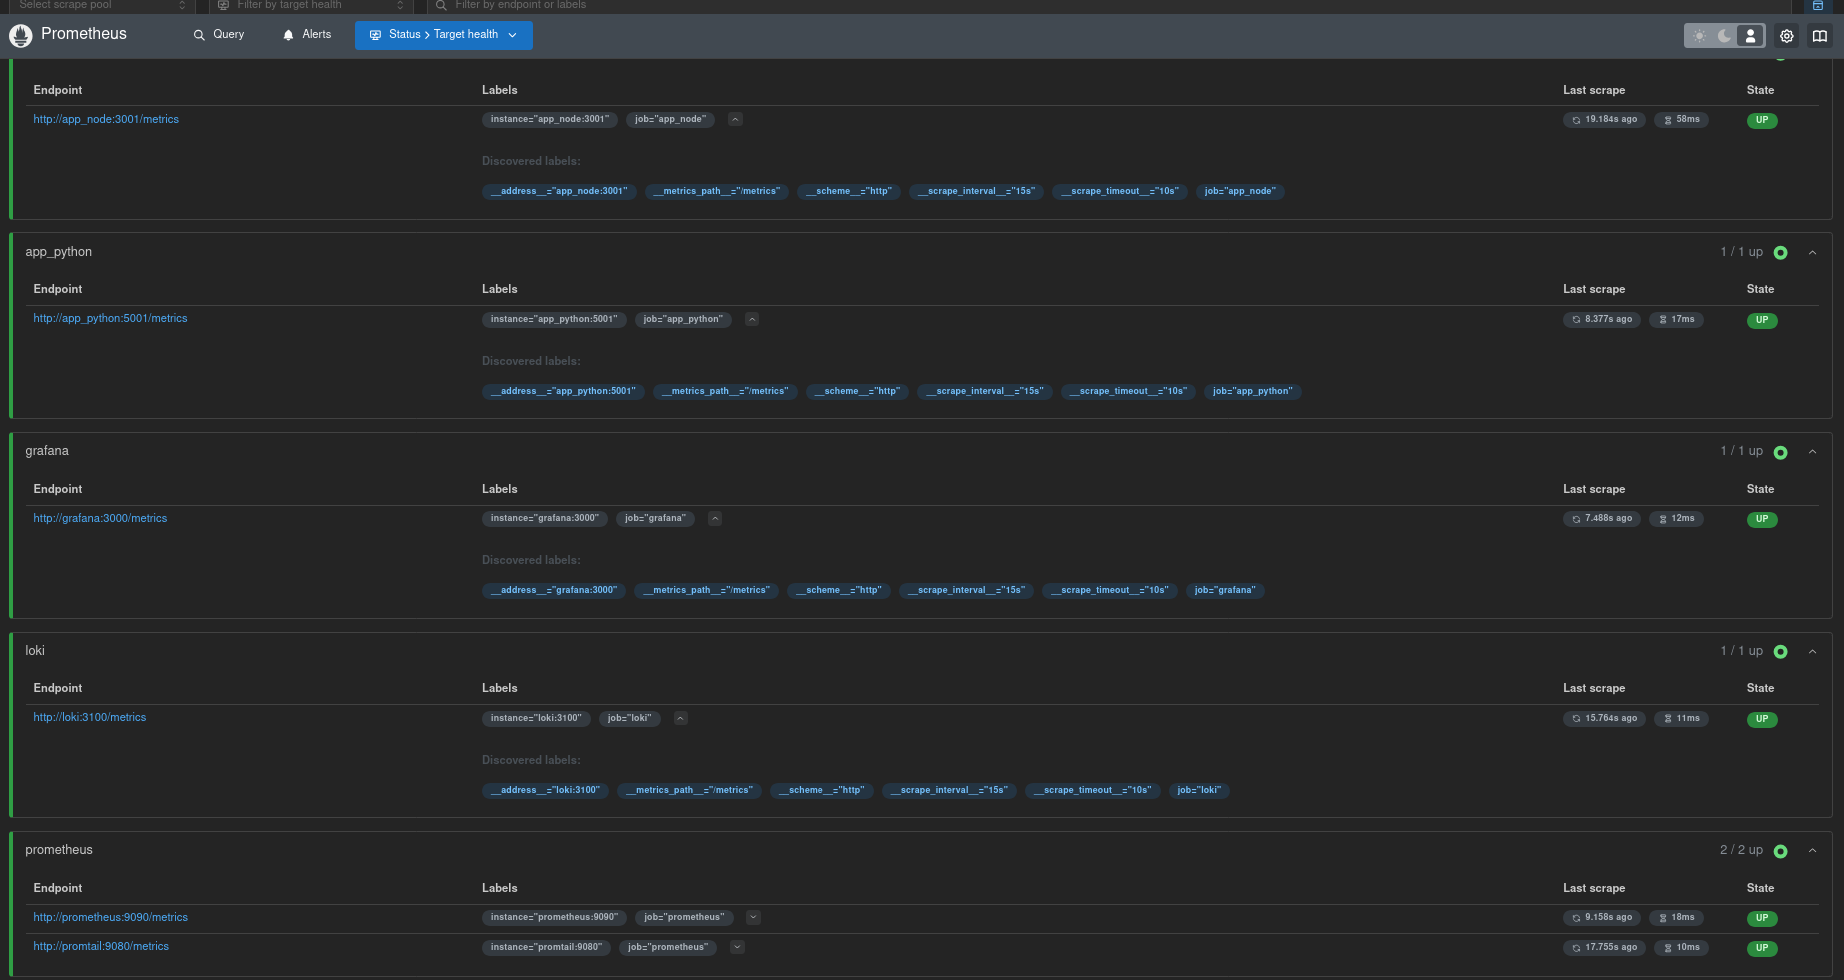 Select scrape pool Filter by target health Filter by endpoint or labels
Prometheus Query Alerts Status > Target health
Endpoint Labels Last scrape State
http://app_node:3001/metrics instance="app_node:3001" job="app_node" 19.184s ago 58ms UP
Discovered labels:
__address__="app_node:3001" __metrics_path__="/metrics" __scheme__="http" __scrape_interval__="15s" __scrape_timeout__="10s" job="app_node"
app_python 1 / 1 up
Endpoint Labels Last scrape State
http://app_python:5001/metrics instance="app_python:5001" job="app_python" 8.377s ago 17ms UP
Discovered labels:
__address__="app_python:5001" __metrics_path__="/metrics" __scheme__="http" __scrape_interval__="15s" __scrape_timeout__="10s" job="app_python"
grafana 1 / 1 up
Endpoint Labels Last scrape State
http://grafana:3000/metrics instance="grafana:3000" job="grafana" 7.488s ago 12ms UP
Discovered labels:
__address__="grafana:3000" __metrics_path__="/metrics" __scheme__="http" __scrape_interval__="15s" __scrape_timeout__="10s" job="grafana"
loki 1 / 1 up
Endpoint Labels Last scrape State
http://loki:3100/metrics instance="loki:3100" job="loki" 15.764s ago 11ms UP
Discovered labels:
__address__="loki:3100" __metrics_path__="/metrics" __scheme__="http" __scrape_interval__="15s" __scrape_timeout__="10s" job="loki"
prometheus 2 / 2 up
Endpoint Labels Last scrape State
http://prometheus:9090/metrics instance="prometheus:9090" job="prometheus" 9.158s ago 18ms UP
http://promtail:9080/metrics instance="promtail:9080" job="prometheus" 17.755s ago 10ms UP